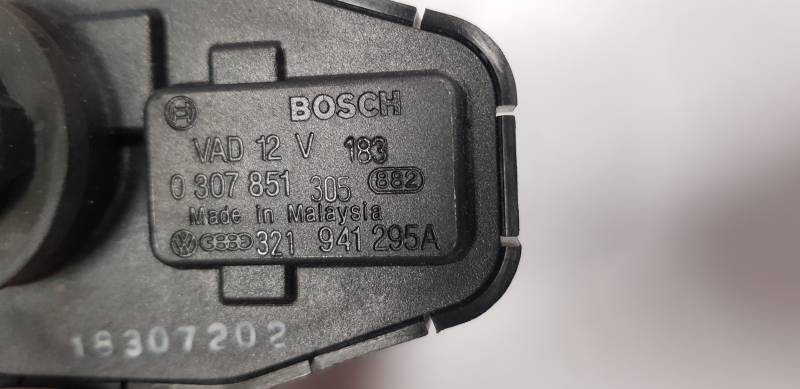 BOSCH
VAD 12 V 183
0 307 851 305 882
Made in Malaysia
321 941 295A
18307202